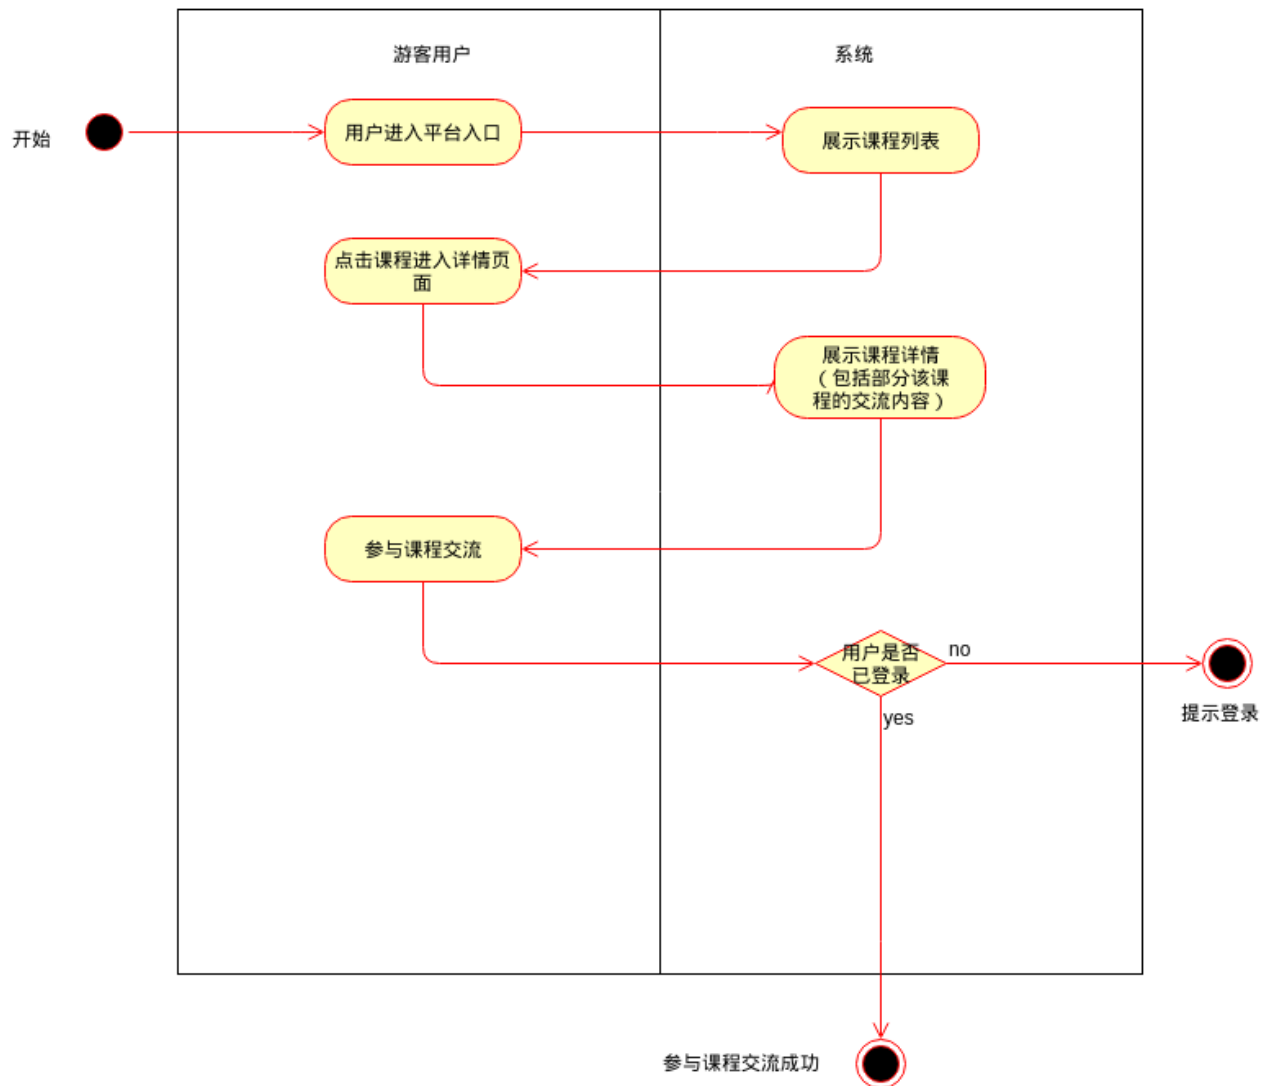 游客用户
系统
开始
用户进入平台入口
展示课程列表
点击课程进入详情页
面
展示课程详情
（包括部分该课
程的交流内容）
参与课程交流
用户是否
已登录
no
yes
提示登录
参与课程交流成功